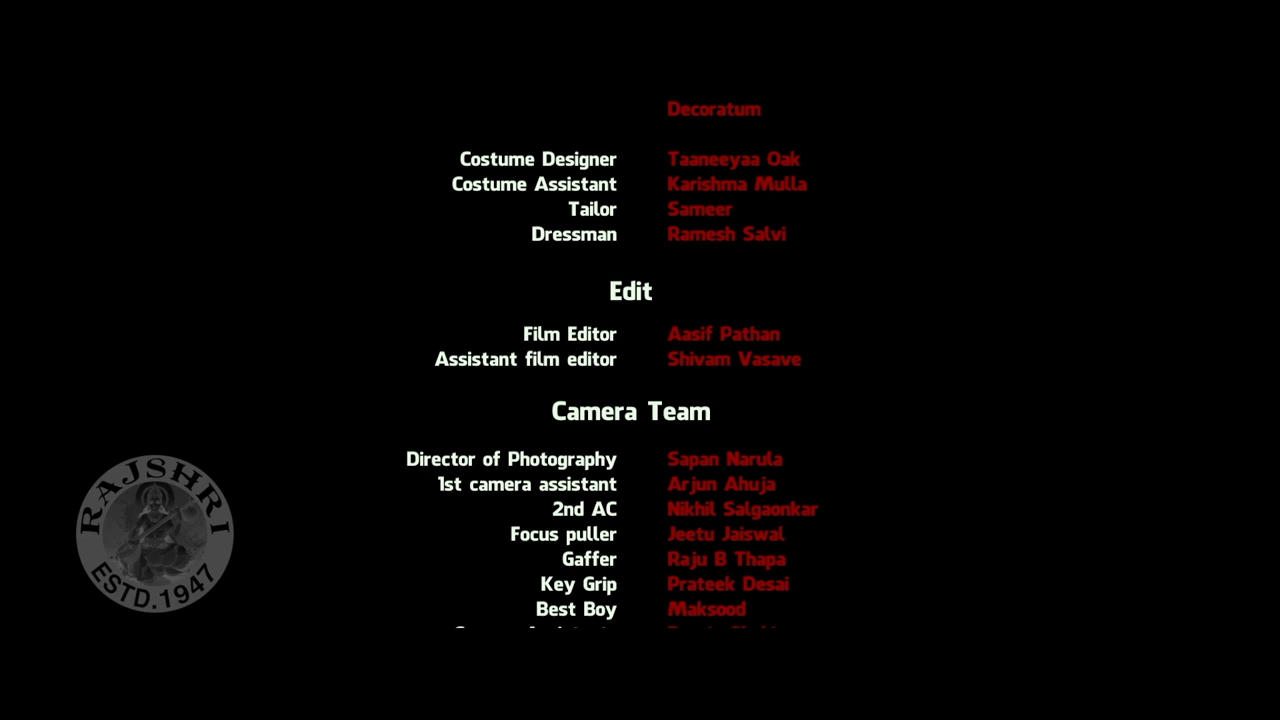 Decoratum
Costume Designer Taaneeyaa Oak
Costume Assistant Karishma Mulla
Tailor Sameer
Dressman Ramesh Salvi
Edit
Film Editor Aasif Pathan
Assistant film editor Shivam Vasave
Camera Team
Director of Photography Sapan Narula
1st camera assistant Arjun Ahuja
2nd AC Nikhil Salgaonkar
Focus puller Jeetu Jaiswal
Gaffer Raju B Thapa
Key Grip Prateek Desai
Best Boy Maksood
RAJSHRI
ESTD.1947